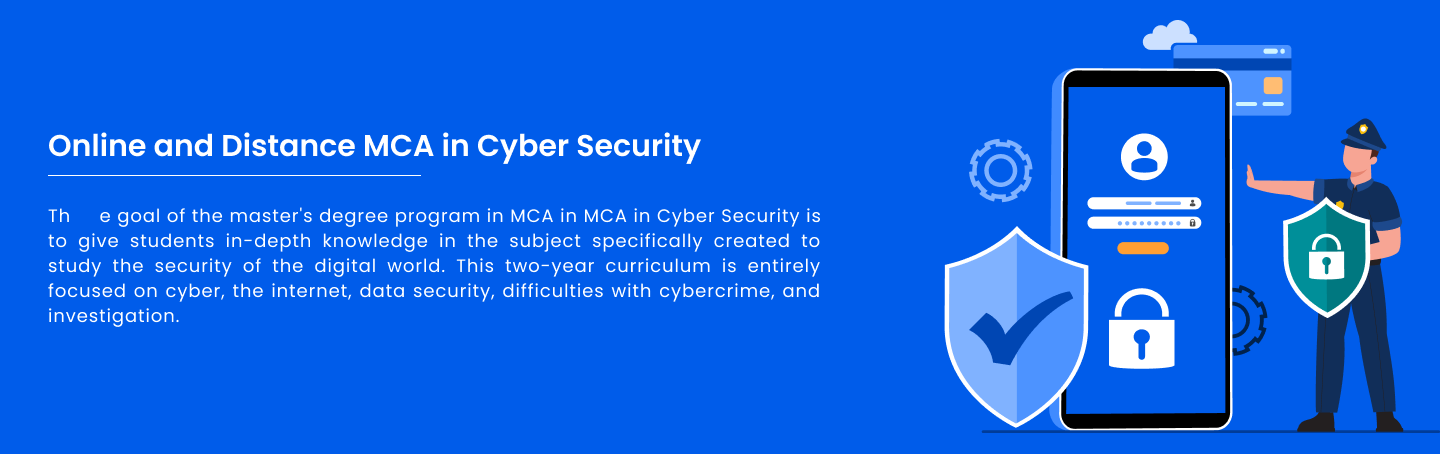 Online and Distance MCA in Cyber Security
Th e goal of the master's degree program in MCA in MCA in Cyber Security is
to give students in-depth knowledge in the subject specifically created to
study the security of the digital world. This two-year curriculum is entirely
focused on cyber, the internet, data security, difficulties with cybercrime, and
investigation.